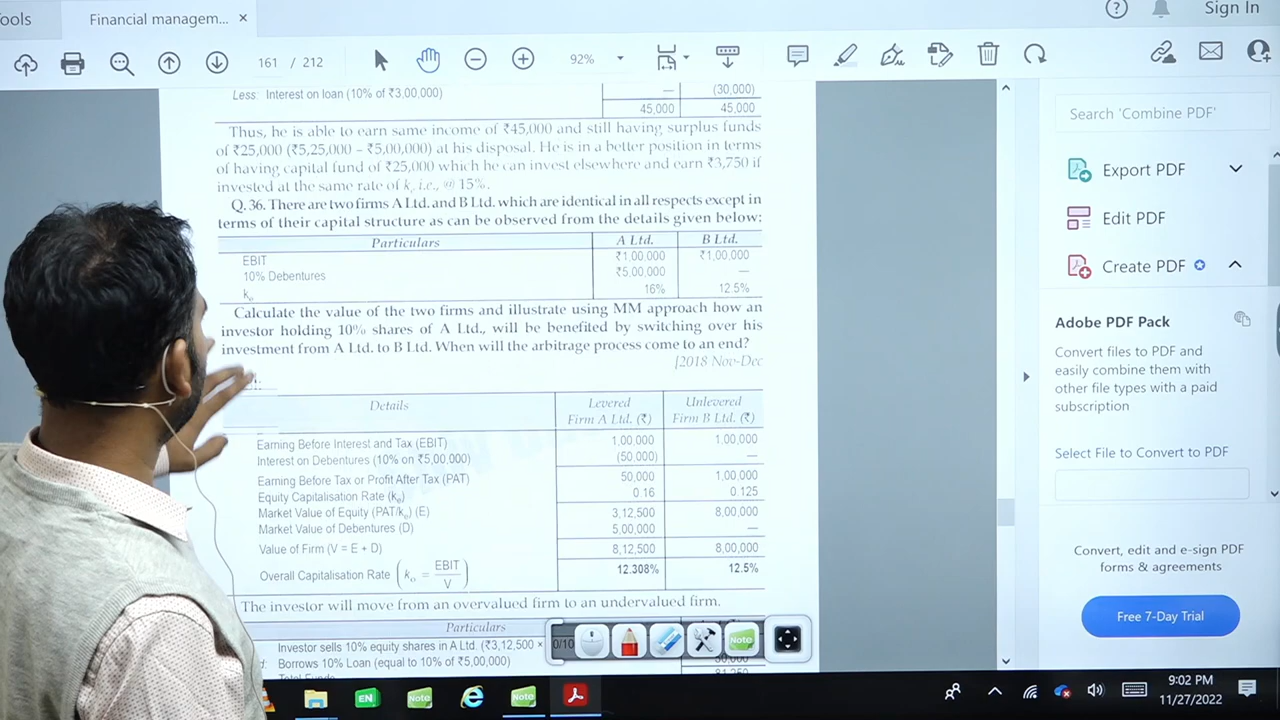 ools
Financial managem...
×
Sign In
161 / 212
92%
Less: Interest on loan (10% of ₹3,00,000) — (30,000)
45,000 45,000
Thus, he is able to earn same income of ₹45,000 and still having surplus funds
of ₹25,000 (₹5,25,000 – ₹5,00,000) at his disposal. He is in a better position in terms
of having capital fund of ₹25,000 which he can invest elsewhere and earn ₹3,750 if
invested at the same rate of kₑ i.e., @ 15%.
Q. 36. There are two firms A Ltd. and B Ltd. which are identical in all respects except in
terms of their capital structure as can be observed from the details given below:
Particulars A Ltd. B Ltd.
EBIT ₹1,00,000 ₹1,00,000
10% Debentures ₹5,00,000 —
kₑ 16% 12.5%
Calculate the value of the two firms and illustrate using MM approach how an
investor holding 10% shares of A Ltd., will be benefited by switching over his
investment from A Ltd. to B Ltd. When will the arbitrage process come to an end?
[2018 Nov-Dec
Details Levered Firm A Ltd. (₹) Unlevered Firm B Ltd. (₹)
Earning Before Interest and Tax (EBIT) 1,00,000 1,00,000
Interest on Debentures (10% on ₹5,00,000) (50,000) —
Earning Before Tax or Profit After Tax (PAT) 50,000 1,00,000
Equity Capitalisation Rate (kₑ) 0.16 0.125
Market Value of Equity (PAT/kₑ) (E) 3,12,500 8,00,000
Market Value of Debentures (D) 5,00,000 —
Value of Firm (V = E + D) 8,12,500 8,00,000
Overall Capitalisation Rate (kₒ = EBIT/V) 12.308% 12.5%
The investor will move from an overvalued firm to an undervalued firm.
Particulars
Investor sells 10% equity shares in A Ltd. (₹3,12,500 × 0/10
d: Borrows 10% Loan (equal to 10% of ₹5,00,000) 50,000
Total Funds 81,250
Note
Search 'Combine PDF'
Export PDF
Edit PDF
Create PDF
Adobe PDF Pack
Convert files to PDF and
easily combine them with
other file types with a paid
subscription
Select File to Convert to PDF
Convert, edit and e-sign PDF
forms & agreements
Free 7-Day Trial
EN
Note
Note
9:02 PM
11/27/2022